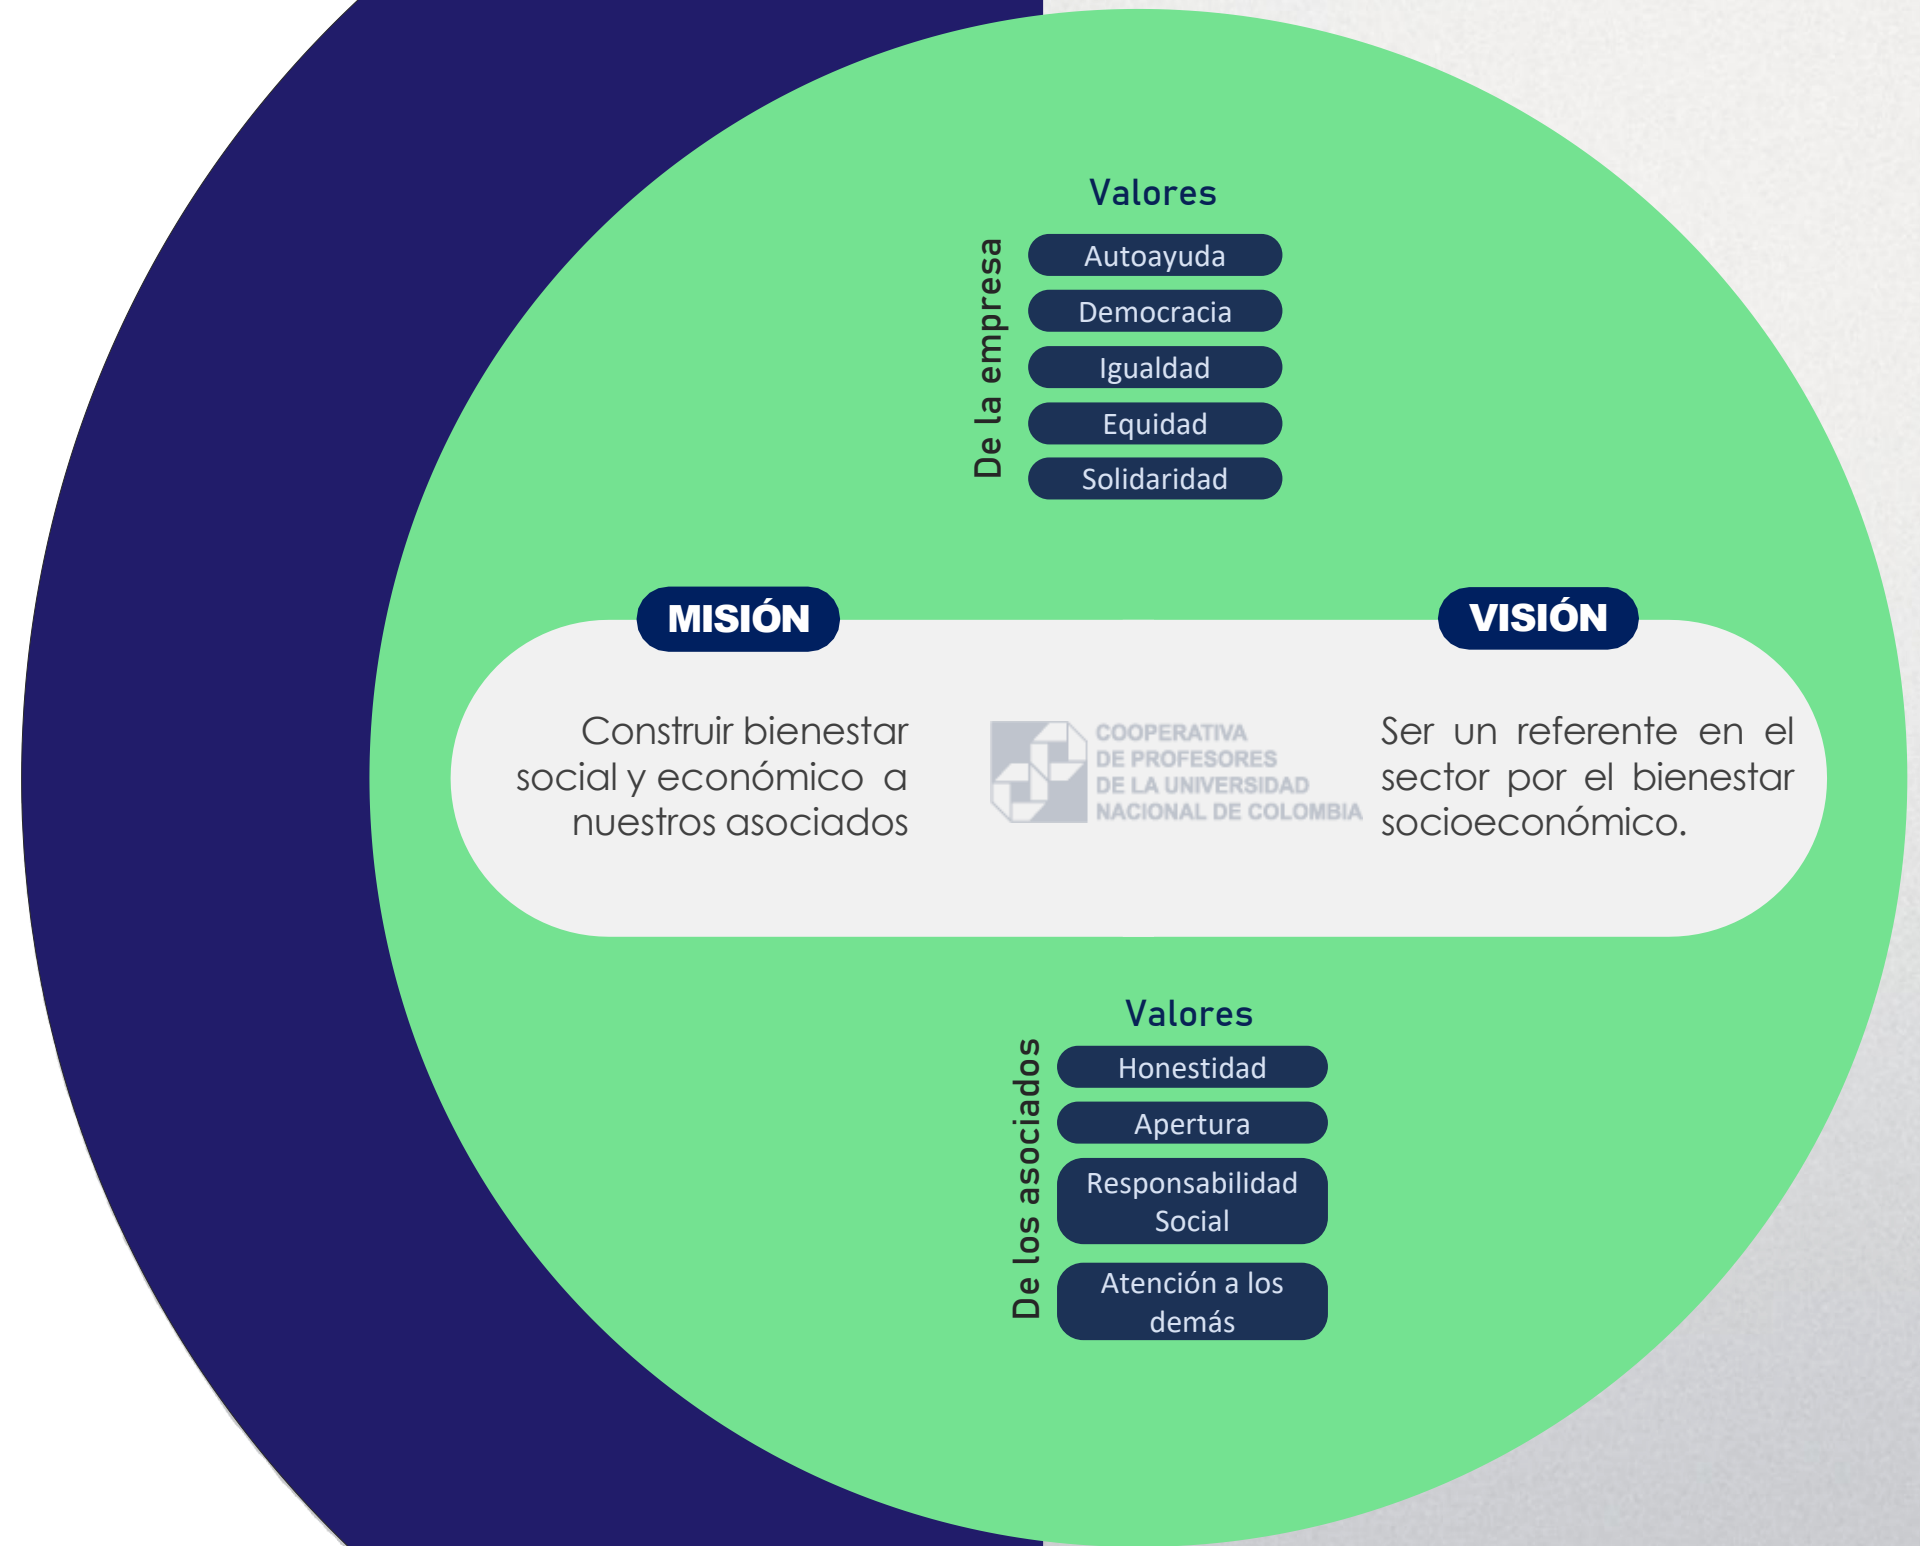 Valores
De la empresa
Autoayuda
Democracia
Igualdad
Equidad
Solidaridad
MISIÓN
Construir bienestar
social y económico a
nuestros asociados
COOPERATIVA
DE PROFESORES
DE LA UNIVERSIDAD
NACIONAL DE COLOMBIA
VISIÓN
Ser un referente en el
sector por el bienestar
socioeconómico.
Valores
De los asociados
Honestidad
Apertura
Responsabilidad
Social
Atención a los
demás